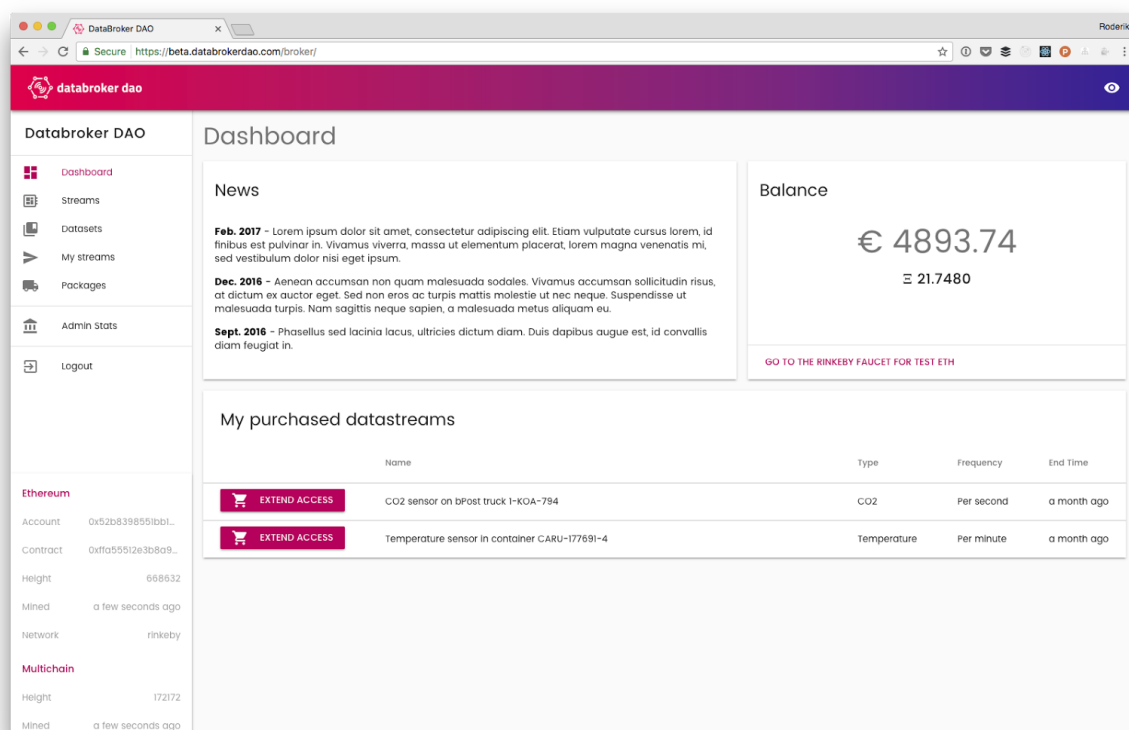 DataBroker DAO
Roderik
Secure https://beta.databrokerdao.com/broker/
databroker dao
Databroker DAO
Dashboard
Streams
Datasets
My streams
Packages
Admin Stats
Logout
Ethereum
Account 0x52b8398551bb1...
Contract 0xffa55512e3b8a9...
Height 668632
Mined a few seconds ago
Network rinkeby
Multichain
Height 172172
Mined a few seconds ago
Dashboard
News
Feb. 2017 - Lorem ipsum dolor sit amet, consectetur adipiscing elit. Etiam vulputate cursus lorem, id
finibus est pulvinar in. Vivamus viverra, massa ut elementum placerat, lorem magna venenatis mi,
sed vestibulum dolor nisi eget ipsum.
Dec. 2016 - Aenean accumsan non quam malesuada sodales. Vivamus accumsan sollicitudin risus,
at dictum ex auctor eget. Sed non eros ac turpis mattis molestie ut nec neque. Suspendisse ut
malesuada turpis. Nam sagittis neque sapien, a malesuada metus aliquam eu.
Sept. 2016 - Phasellus sed lacinia lacus, ultricies dictum diam. Duis dapibus augue est, id convallis
diam feugiat in.
Balance
€ 4893.74
Ξ 21.7480
GO TO THE RINKEBY FAUCET FOR TEST ETH
My purchased datastreams
Name Type Frequency End Time
EXTEND ACCESS CO2 sensor on bPost truck 1-KOA-794 CO2 Per second a month ago
EXTEND ACCESS Temperature sensor in container CARU-177691-4 Temperature Per minute a month ago